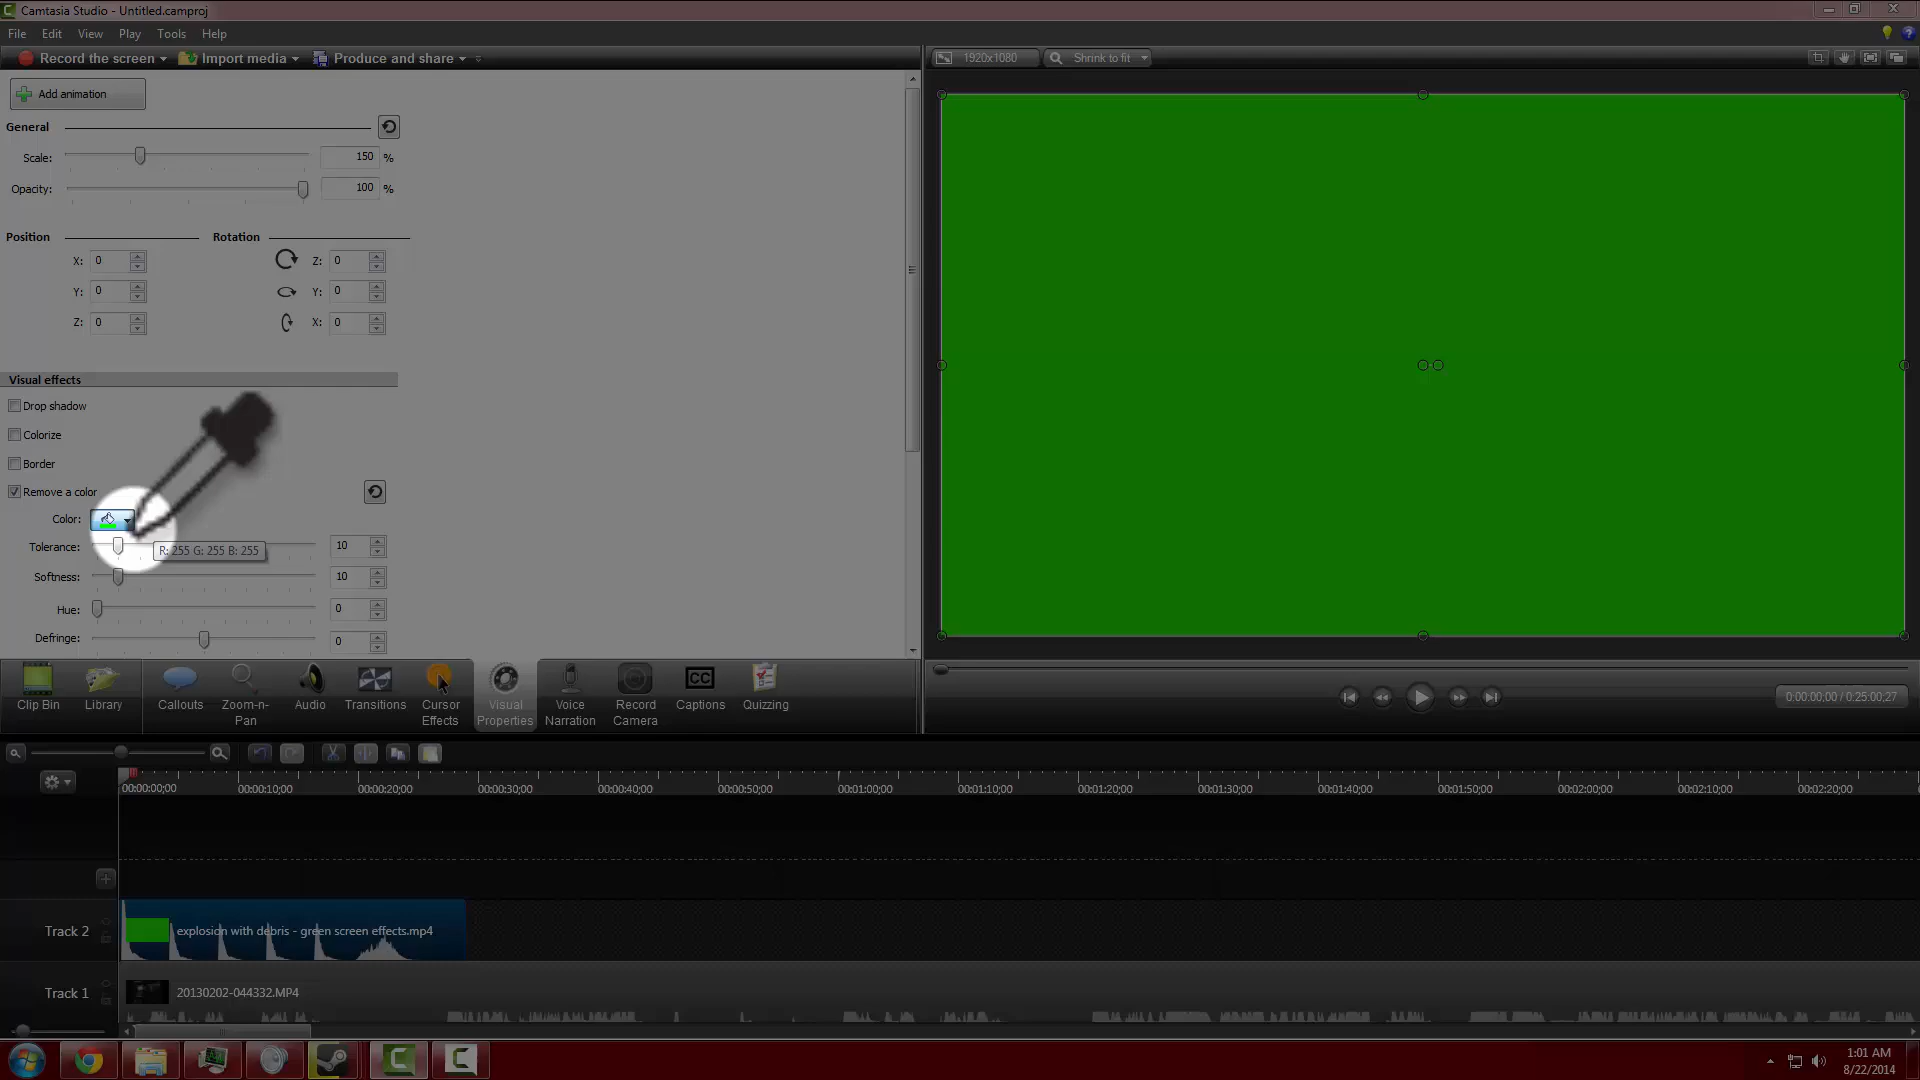 Camtasia Studio - Untitled.camproj
File Edit View Play Tools Help
Record the screen Import media Produce and share
1920x1080 Shrink to fit
Add animation
General
Scale: 150 %
Opacity: 100 %
Position Rotation
X: 0 Z: 0
Y: 0 Y: 0
Z: 0 X: 0
Visual effects
Drop shadow
Colorize
Border
Remove a color
Color:
Tolerance: 10
R: 255 G: 255 B: 255
Softness: 10
Hue: 0
Defringe: 0
Clip Bin Library Callouts Zoom-n-Pan Audio Transitions Cursor Effects Visual Properties Voice Narration Record Camera CC Captions Quizzing
0:00:00;00 / 0:25:00;27
00:00:00;00 00:00:10;00 00:00:20;00 00:00:30;00 00:00:40;00 00:00:50;00 00:01:00;00 00:01:10;00 00:01:20;00 00:01:30;00 00:01:40;00 00:01:50;00 00:02:00;00 00:02:10;00 00:02:20;00
Track 2 explosion with debris - green screen effects.mp4
Track 1 20130202-044332.MP4
1:01 AM
8/22/2014